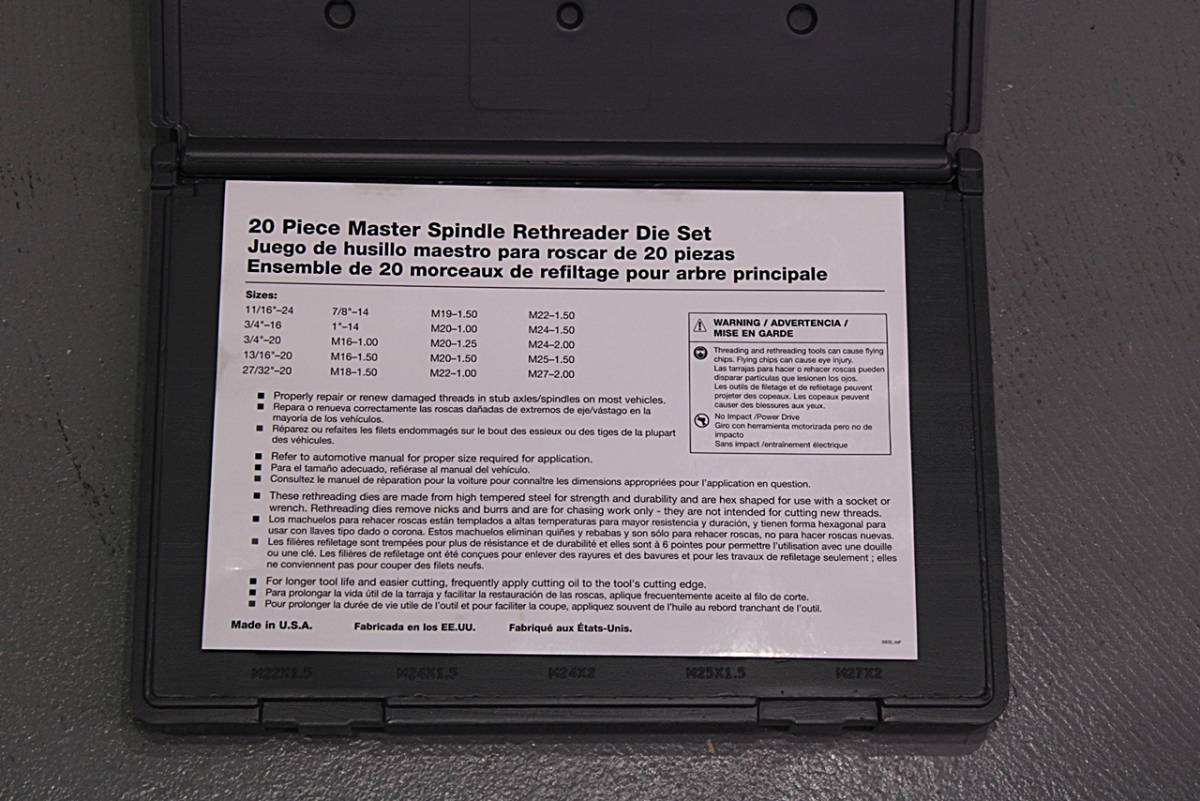 20 Piece Master Spindle Rethreader Die Set
Juego de husillo maestro para roscar de 20 piezas
Ensemble de 20 morceaux de refiltage pour arbre principale
Sizes:
11/16"–24
3/4"–16
3/4"–20
13/16"–20
27/32"–20
7/8"–14
1"–14
M16–1.00
M16–1.50
M18–1.50
M19–1.50
M20–1.00
M20–1.25
M20–1.50
M22–1.00
M22–1.50
M24–1.50
M24–2.00
M25–1.50
M27–2.00
WARNING / ADVERTENCIA /
MISE EN GARDE
Threading and rethreading tools can cause flying
chips. Flying chips can cause eye injury.
Las tarrajas para hacer o rehacer roscas pueden
disparar partículas que lesionen los ojos.
Les outils de filetage et de refiletage peuvent
projeter des copeaux. Les copeaux peuvent
causer des blessures aux yeux.
No Impact /Power Drive
Giro con herramienta motorizada pero no de
impacto
Sans impact /entraînement électrique
■ Properly repair or renew damaged threads in stub axles/spindles on most vehicles.
■ Repara o renueva correctamente las roscas dañadas de extremos de eje/vástago en la
mayoría de los vehículos.
■ Réparez ou refaites les filets endommagés sur le bout des essieux ou des tiges de la plupart
des véhicules.
■ Refer to automotive manual for proper size required for application.
■ Para el tamaño adecuado, refiérase al manual del vehículo.
■ Consultez le manuel de réparation pour la voiture pour connaître les dimensions appropriées pour l'application en question.
■ These rethreading dies are made from high tempered steel for strength and durability and are hex shaped for use with a socket or
wrench. Rethreading dies remove nicks and burrs and are for chasing work only - they are not intended for cutting new threads.
■ Los machuelos para rehacer roscas están templados a altas temperaturas para mayor resistencia y duración, y tienen forma hexagonal para
usar con llaves tipo dado o corona. Estos machuelos eliminan quiñes y rebabas y son sólo para rehacer roscas, no para hacer roscas nuevas.
■ Les filières refiletage sont trempées pour plus de résistance et de durabilité et elles sont à 6 pointes pour permettre l'utilisation avec une douille
ou une clé. Les filières de refiletage ont été conçues pour enlever des rayures et des bavures et pour les travaux de refiletage seulement ; elles
ne conviennent pas pour couper des filets neufs.
■ For longer tool life and easier cutting, frequently apply cutting oil to the tool's cutting edge.
■ Para prolongar la vida útil de la tarraja y facilitar la restauración de las roscas, aplique frecuentemente aceite al filo de corte.
■ Pour prolonger la durée de vie utile de l'outil et pour faciliter la coupe, appliquez souvent de l'huile au rebord tranchant de l'outil.
Made in U.S.A. Fabricada en los EE.UU. Fabriqué aux États-Unis.
M22X1.5 M24X1.5 M24X2 M25X1.5 M27X2